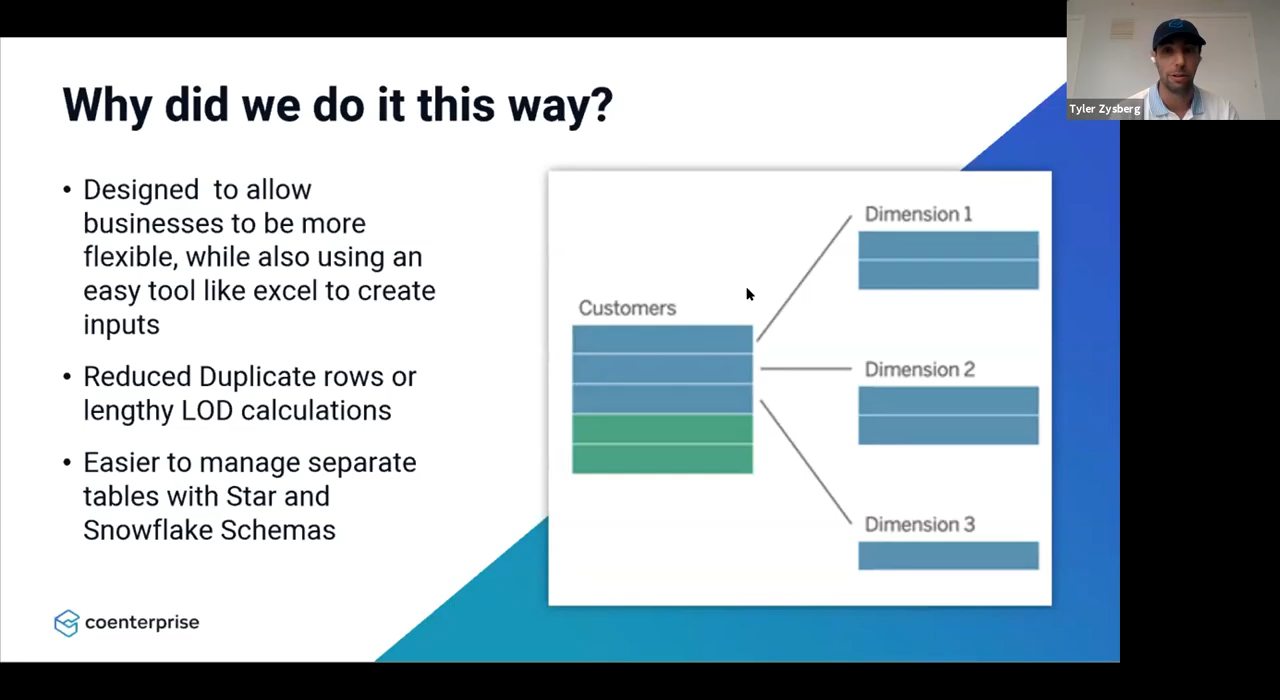 Why did we do it this way?
• Designed  to allow
businesses to be more
flexible, while also using an
easy tool like excel to create
inputs
• Reduced Duplicate rows or
lengthy LOD calculations
• Easier to manage separate
tables with Star and
Snowflake Schemas
Customers
Dimension 1
Dimension 2
Dimension 3
coenterprise
Tyler Zysberg